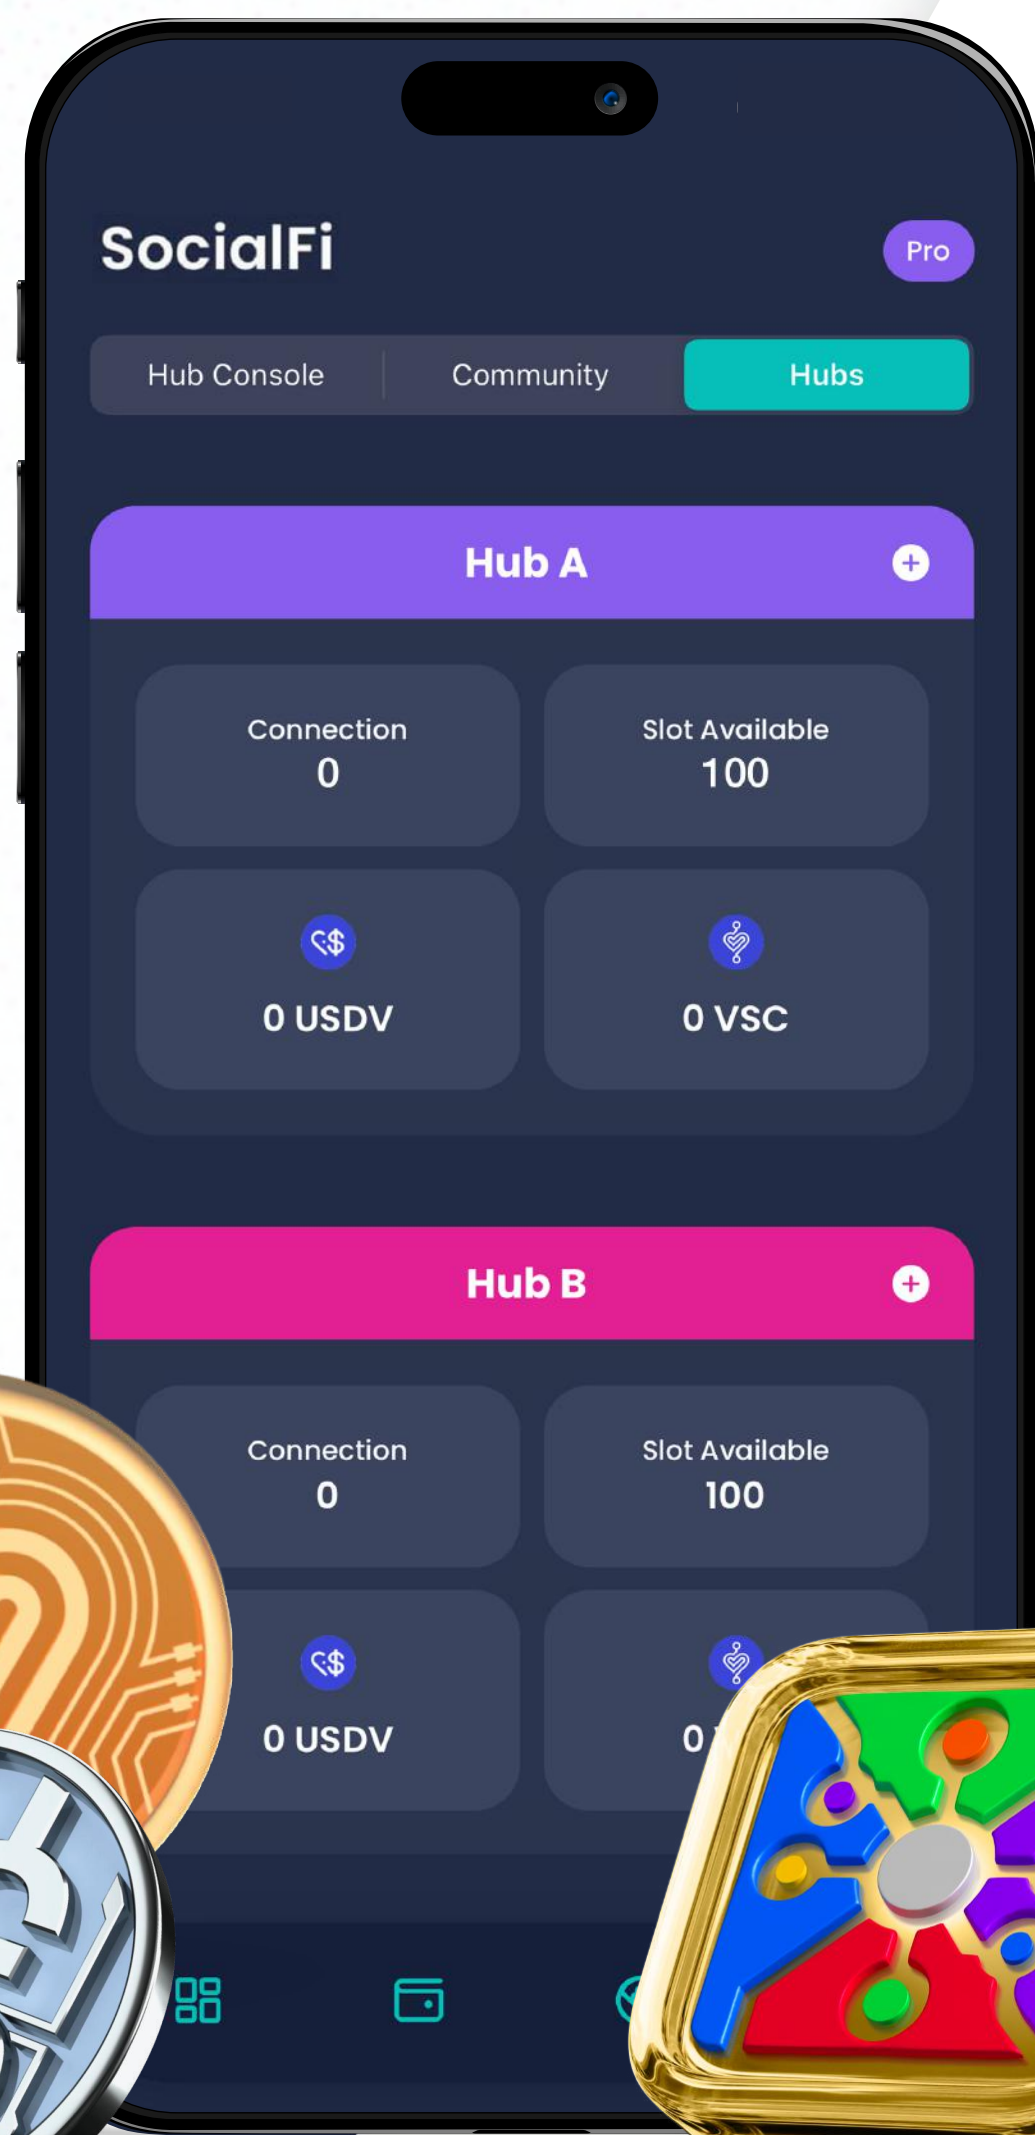 SocialFi
Pro
Hub Console
Community
Hubs
Hub A
Connection
0
Slot Available
100
0 USDV
0 VSC
Hub B
Connection
0
Slot Available
100
0 USDV
0